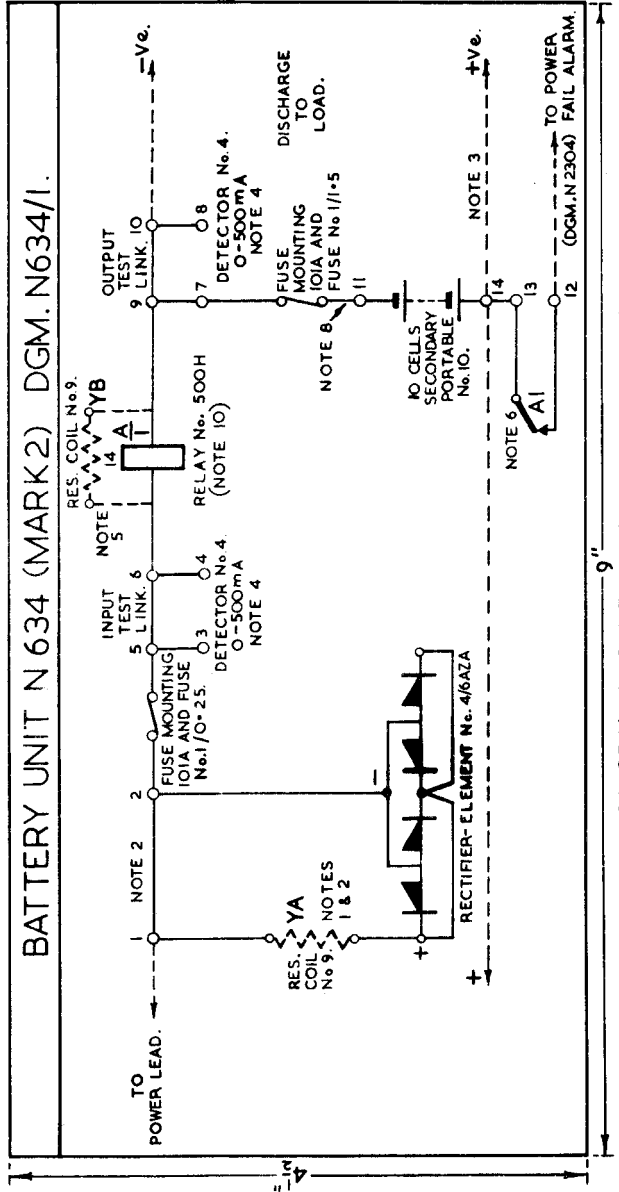 BATTERY UNIT N 634 (MARK 2) DGM. N634/1.
TO
POWER LEAD.
1
NOTE 2
2
FUSE MOUNTING
101A AND FUSE
No.1/0·25.
INPUT
TEST
LINK.
5
6
3
4
DETECTOR No.4.
0-500mA
NOTE 4
RES. COIL No.9.
YB
NOTE
5
14
A
1
RELAY No. 500H
(NOTE 10)
OUTPUT
TEST
LINK.
9
10
-Ve.
7
8
DETECTOR No.4.
0-500mA
NOTE 4
FUSE
MOUNTING
101A AND
FUSE No 1/1·5
DISCHARGE
TO
LOAD.
NOTE 8
11
10 CELLS
SECONDARY
PORTABLE
No.10.
RES.
COIL
No 9.
YA
NOTES
1 & 2
-
+
RECTIFIER-ELEMENT No. 4/6AZA
+
NOTE 3
+Ve.
14
13
12
NOTE 6
A1
TO POWER
(DGM. N 2304) FAIL ALARM.
4½"
9"